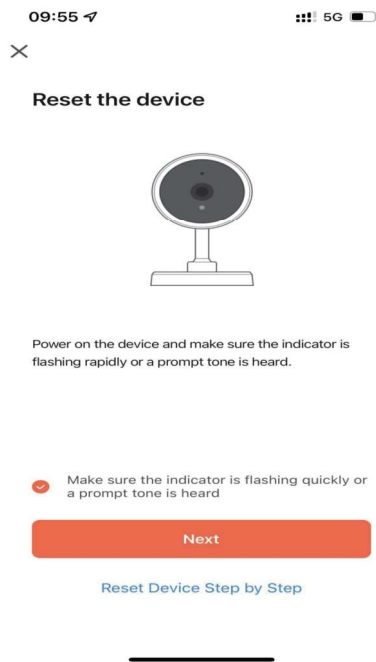 09:55
5G
Reset the device
Power on the device and make sure the indicator is
flashing rapidly or a prompt tone is heard.
Make sure the indicator is flashing quickly or
a prompt tone is heard
Next
Reset Device Step by Step